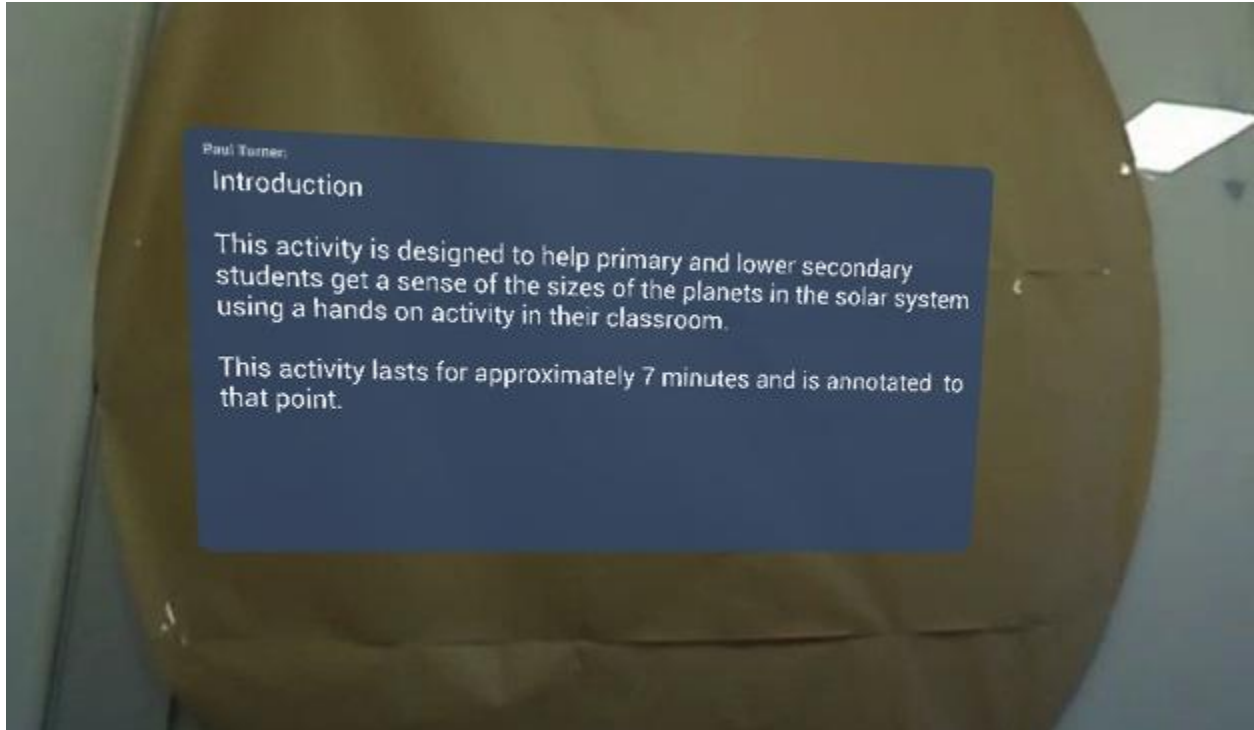 Paul Turner:
Introduction
This activity is designed to help primary and lower secondary
students get a sense of the sizes of the planets in the solar system
using a hands on activity in their classroom.
This activity lasts for approximately 7 minutes and is annotated to
that point.